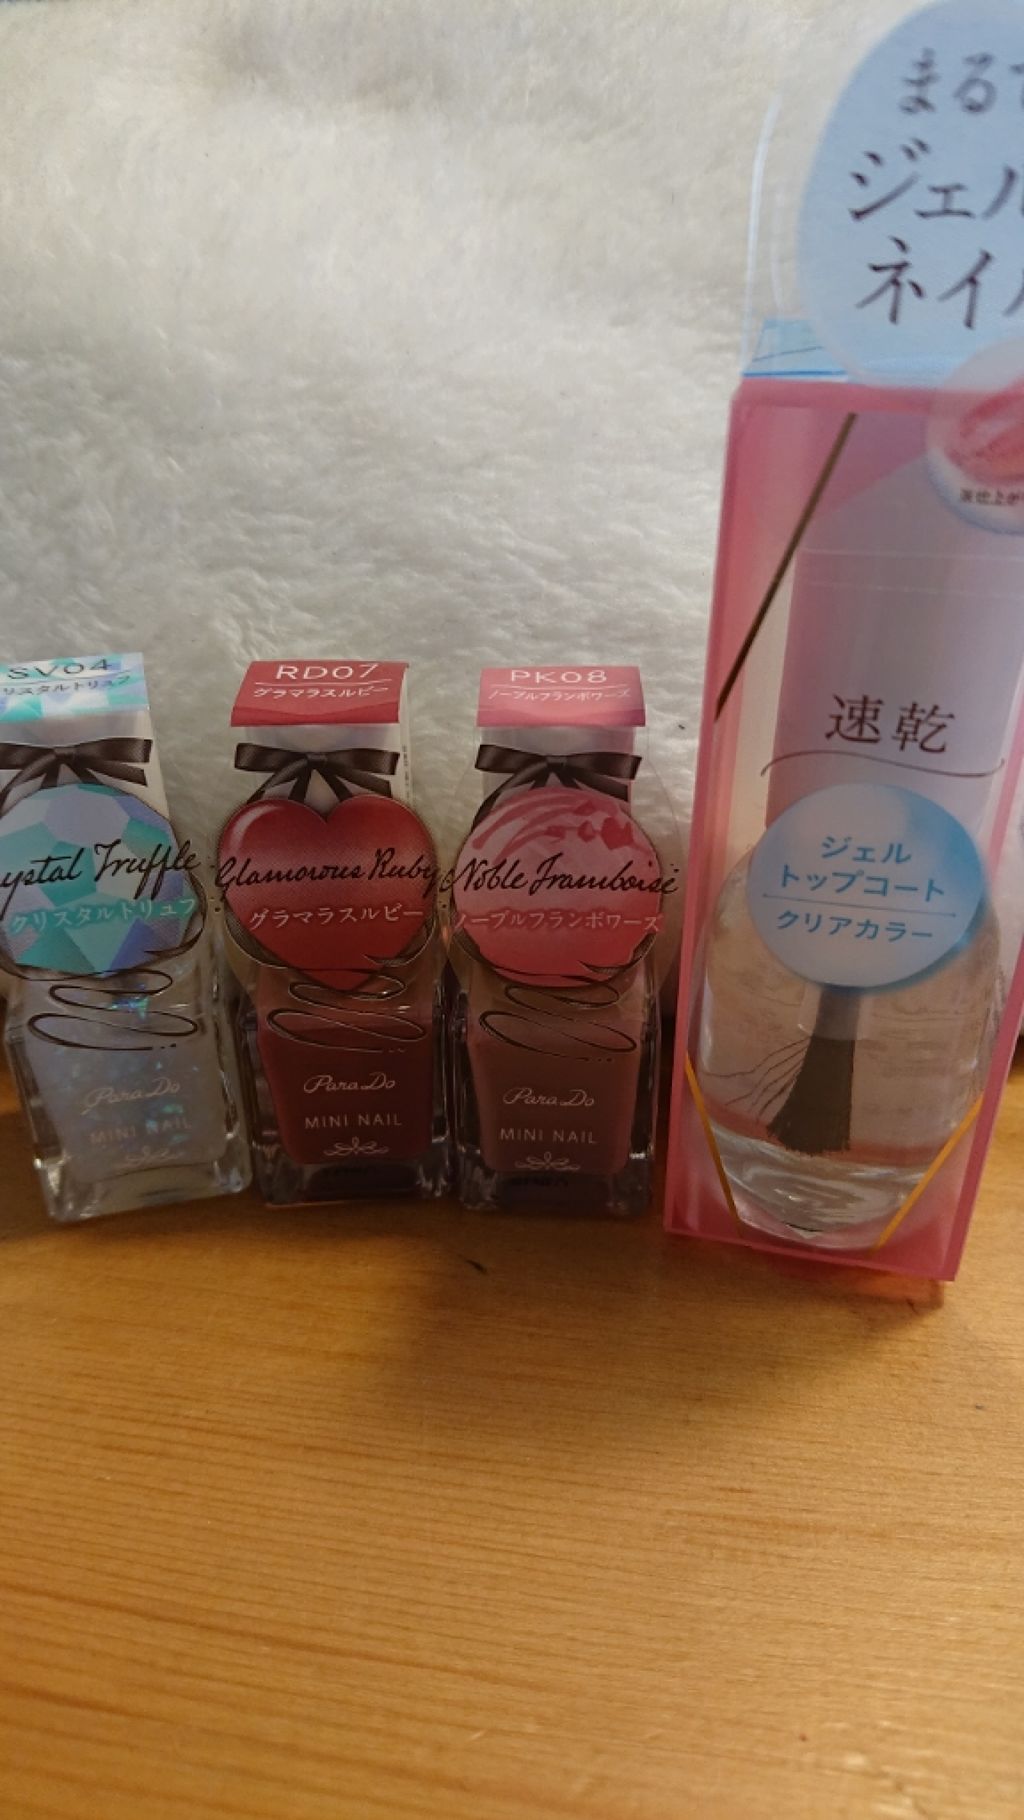 SV04
リスタルトリュフ
ystal Truffle
クリスタルトリュフ
Para Do
MINI NAIL
RD07
グラマラスルビー
Glamorous Ruby
グラマラスルビー
Para Do
MINI NAIL
PK08
ノーブルフランボワーズ
Noble Framboise
ノーブルフランボワーズ
Para Do
MINI NAIL
まるで
ジェル
ネイル
速乾
ジェル
トップコート
クリアカラー